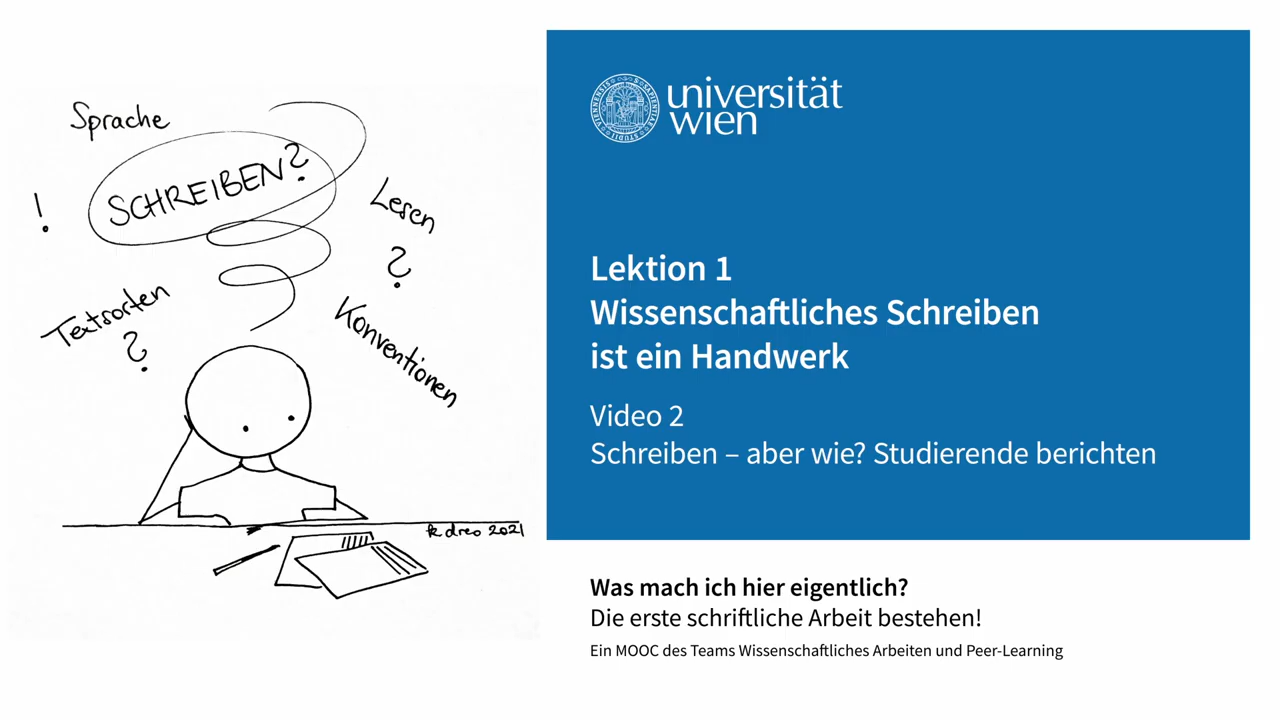 Sprache
SCHREIBEN?
!
Lesen
?
Textsorten
?
Konventionen
k dreo 2021
universität
wien
Lektion 1
Wissenschaftliches Schreiben
ist ein Handwerk
Video 2
Schreiben – aber wie? Studierende berichten
Was mach ich hier eigentlich?
Die erste schriftliche Arbeit bestehen!
Ein MOOC des Teams Wissenschaftliches Arbeiten und Peer-Learning